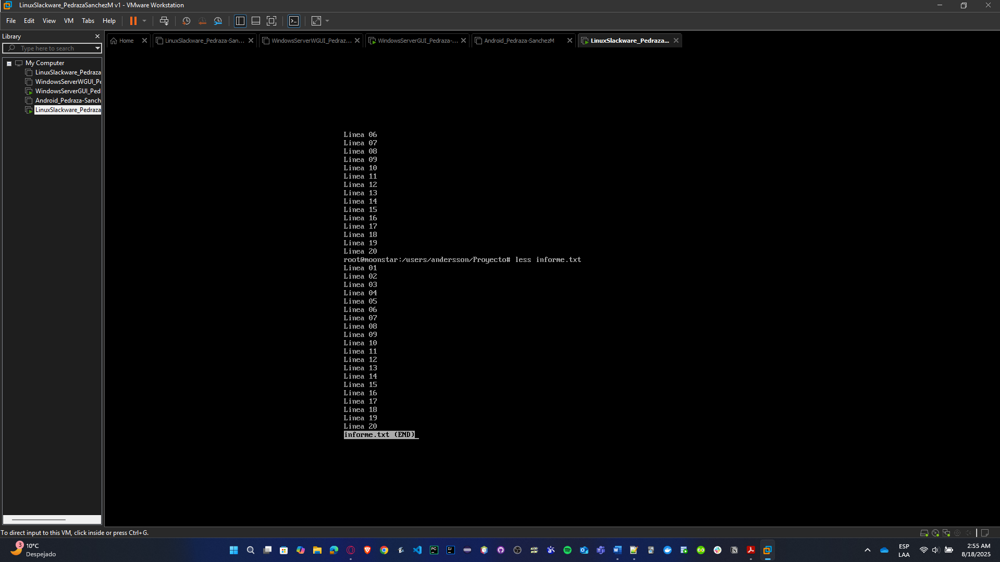 LinuxSlackware_PedrazaSanchezM v1 - VMware Workstation
File Edit View VM Tabs Help
Library
Type here to search
My Computer
LinuxSlackware_Pedraza
WindowsServerWGUI_Pe
WindowsServerGUI_Ped
Android_Pedraza-Sanch
LinuxSlackware_Pedraza
Home LinuxSlackware_Pedraza-San... WindowsServerWGUI_Pedraz... WindowsServerGUI_Pedraza-... Android_Pedraza-SanchezM LinuxSlackware_Pedraza...
Linea 06
Linea 07
Linea 08
Linea 09
Linea 10
Linea 11
Linea 12
Linea 13
Linea 14
Linea 15
Linea 16
Linea 17
Linea 18
Linea 19
Linea 20
root@moonstar:/users/andersson/Proyecto# less informe.txt
Linea 01
Linea 02
Linea 03
Linea 04
Linea 05
Linea 06
Linea 07
Linea 08
Linea 09
Linea 10
Linea 11
Linea 12
Linea 13
Linea 14
Linea 15
Linea 16
Linea 17
Linea 18
Linea 19
Linea 20
informe.txt (END)
To direct input to this VM, click inside or press Ctrl+G.
3
10°C
Despejado
ESP
LAA
2:55 AM
8/18/2025